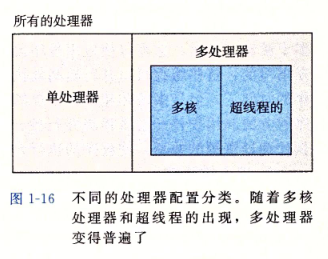 所有的处理器
多处理器
单处理器
多核
超线程的
图 1-16 不同的处理器配置分类。随着多核
处理器和超线程的出现，多处理器
变得普遍了